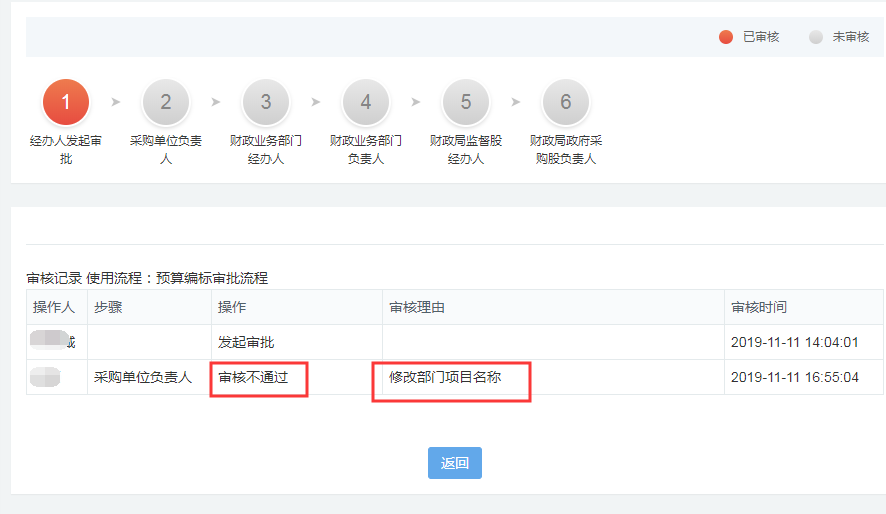 已审核 未审核
1 2 3 4 5 6
经办人发起审批
采购单位负责人
财政业务部门经办人
财政业务部门负责人
财政局监督股经办人
财政局政府采购股负责人
审核记录 使用流程：预算编标审批流程
操作人 步骤 操作 审核理由 审核时间
发起审批 2019-11-11 14:04:01
采购单位负责人 审核不通过 修改部门项目名称 2019-11-11 16:55:04
返回